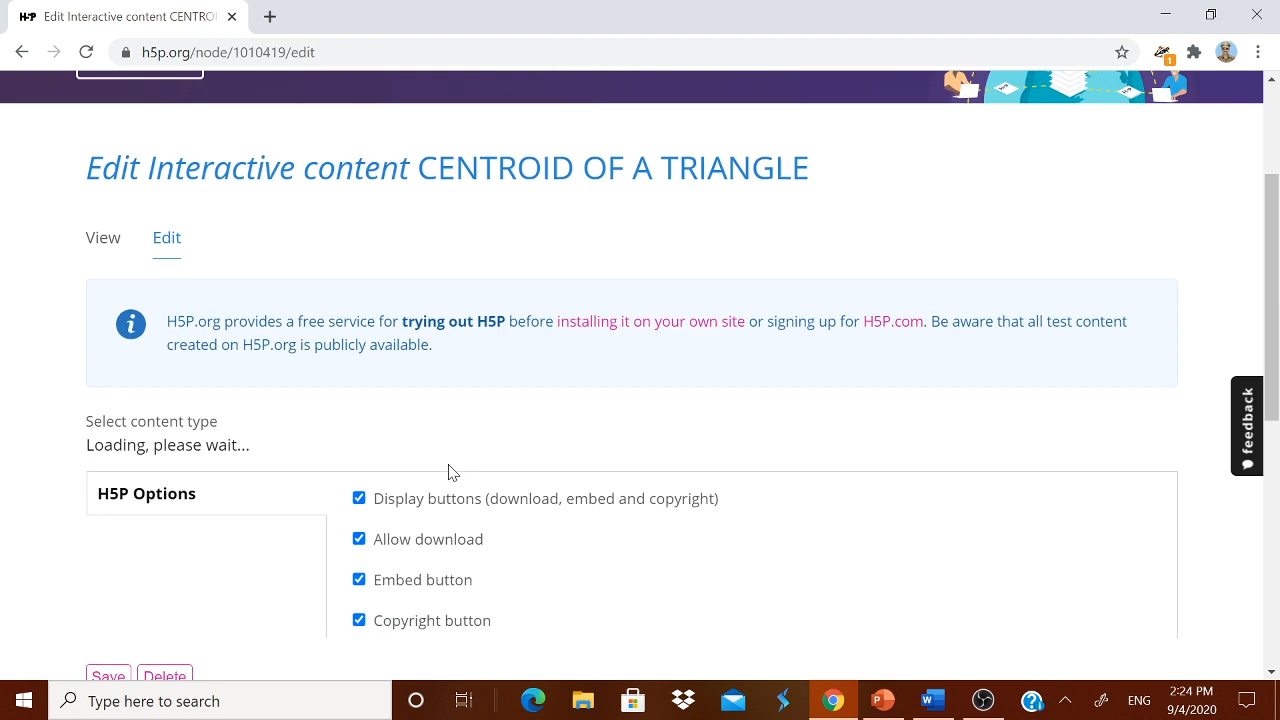 H5P Edit Interactive content CENTROI
h5p.org/node/1010419/edit
1
Edit Interactive content CENTROID OF A TRIANGLE
View Edit
H5P.org provides a free service for trying out H5P before installing it on your own site or signing up for H5P.com. Be aware that all test content
created on H5P.org is publicly available.
feedback
Select content type
Loading, please wait...
H5P Options
Display buttons (download, embed and copyright)
Allow download
Embed button
Copyright button
Save Delete
Type here to search
ENG
2:24 PM
9/4/2020